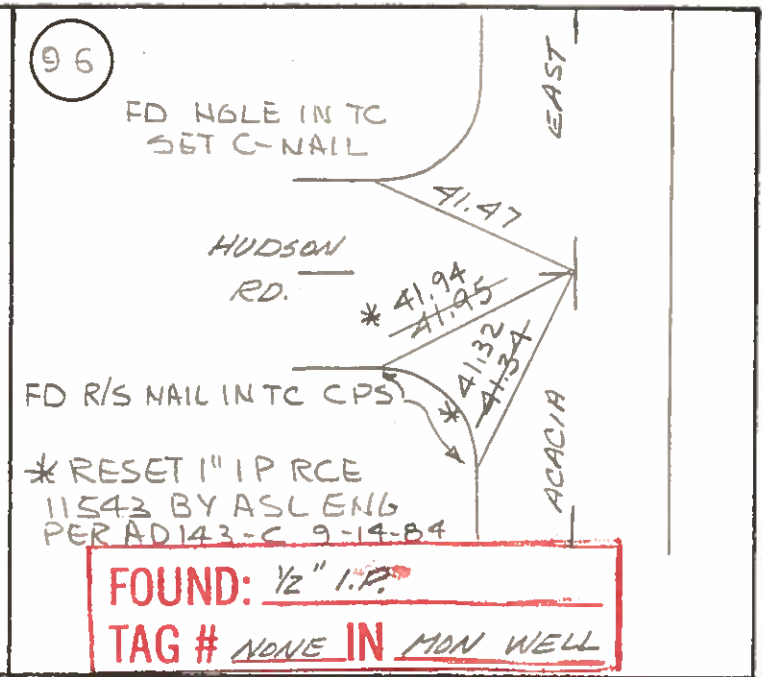 96
FD HOLE IN TC
SET C-NAIL
EAST
41.47
HUDSON
RD.
* 41.94
41.95
* 41.32
41.34
FD R/S NAIL IN TC CPS
ACACIA
* RESET 1" IP RCE
11543 BY ASL ENG
PER AD143-C 9-14-84
FOUND: 1/2" I.P.
TAG # NONE IN MON WELL